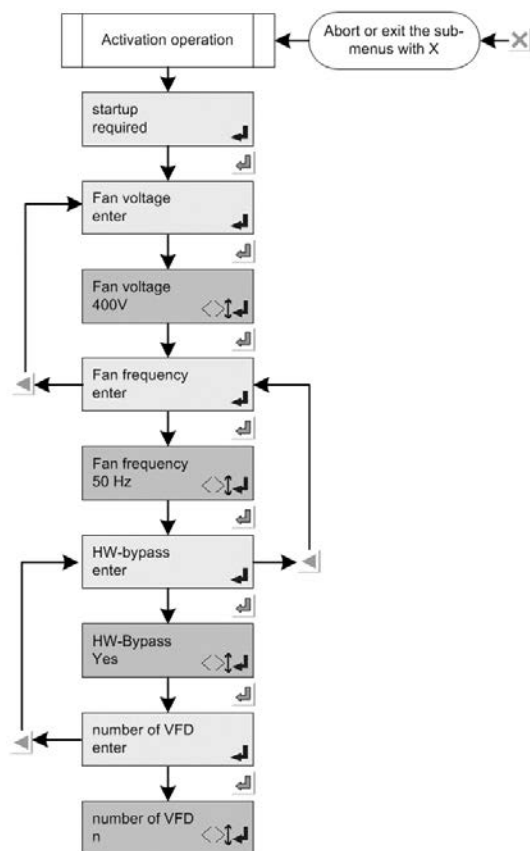 Activation operation
Abort or exit the sub-
menus with X
startup
required
Fan voltage
enter
Fan voltage
400V
Fan frequency
enter
Fan frequency
50 Hz
HW-bypass
enter
HW-Bypass
Yes
number of VFD
enter
number of VFD
n